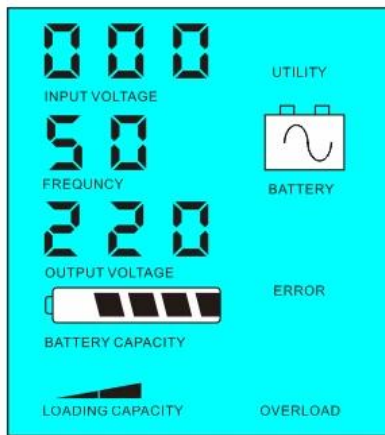 000
UTILITY
INPUT VOLTAGE
50
FREQUNCY
BATTERY
220
OUTPUT VOLTAGE
ERROR
BATTERY CAPACITY
LOADING CAPACITY
OVERLOAD